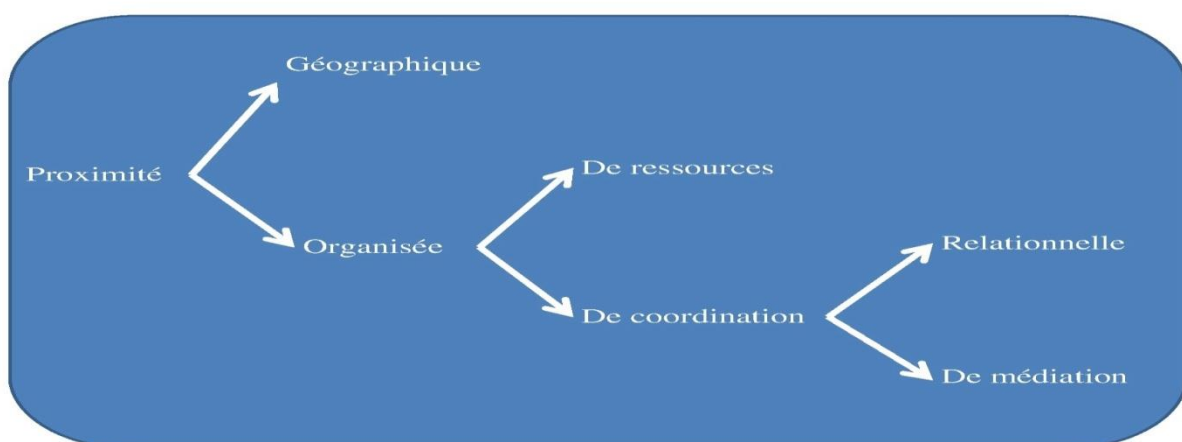 Géographique
Proximité
De ressources
Organisée
Relationnelle
De coordination
De médiation